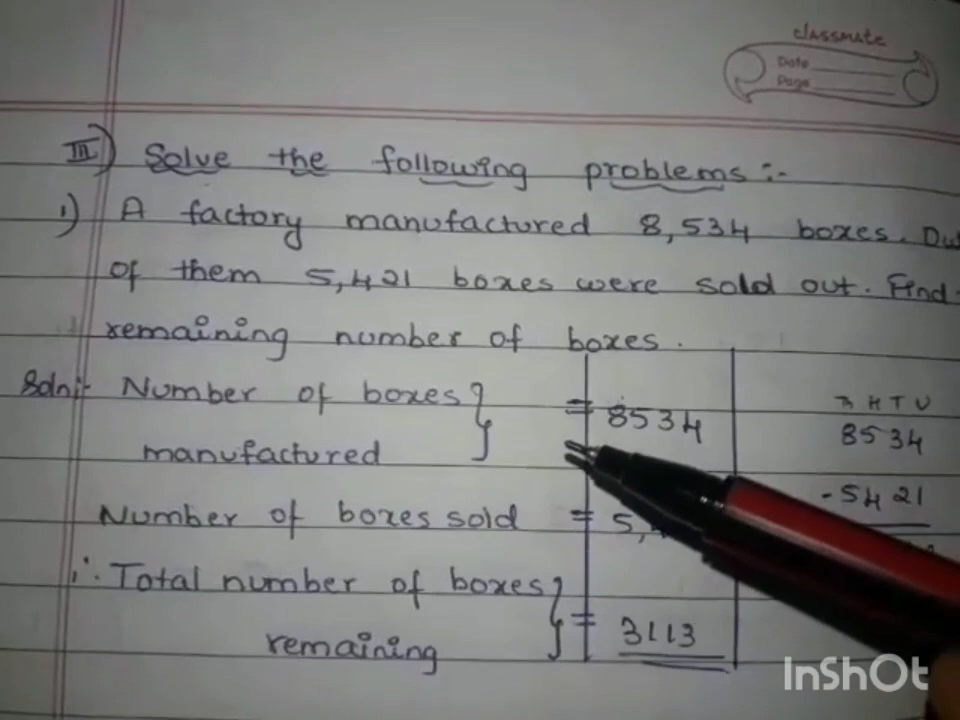 classmate
Date
Page
III) Solve the following problems :-
1) A factory manufactured 8,534 boxes. Out
of them 5,421 boxes were sold out. Find
remaining number of boxes.
Soln:- Number of boxes } = 8534 Th H T U
manufactured 8534
Number of boxes sold = - 5421
∴ Total number of boxes }
remaining = 3113
InShOt